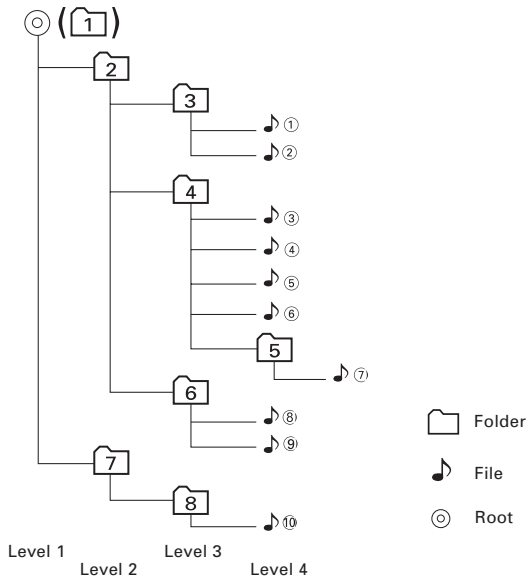 (1)
2
3
①
②
4
③
④
⑤
⑥
5
⑦
6
⑧
⑨
7
8
⑩
Folder
File
Root
Level 1
Level 2
Level 3
Level 4